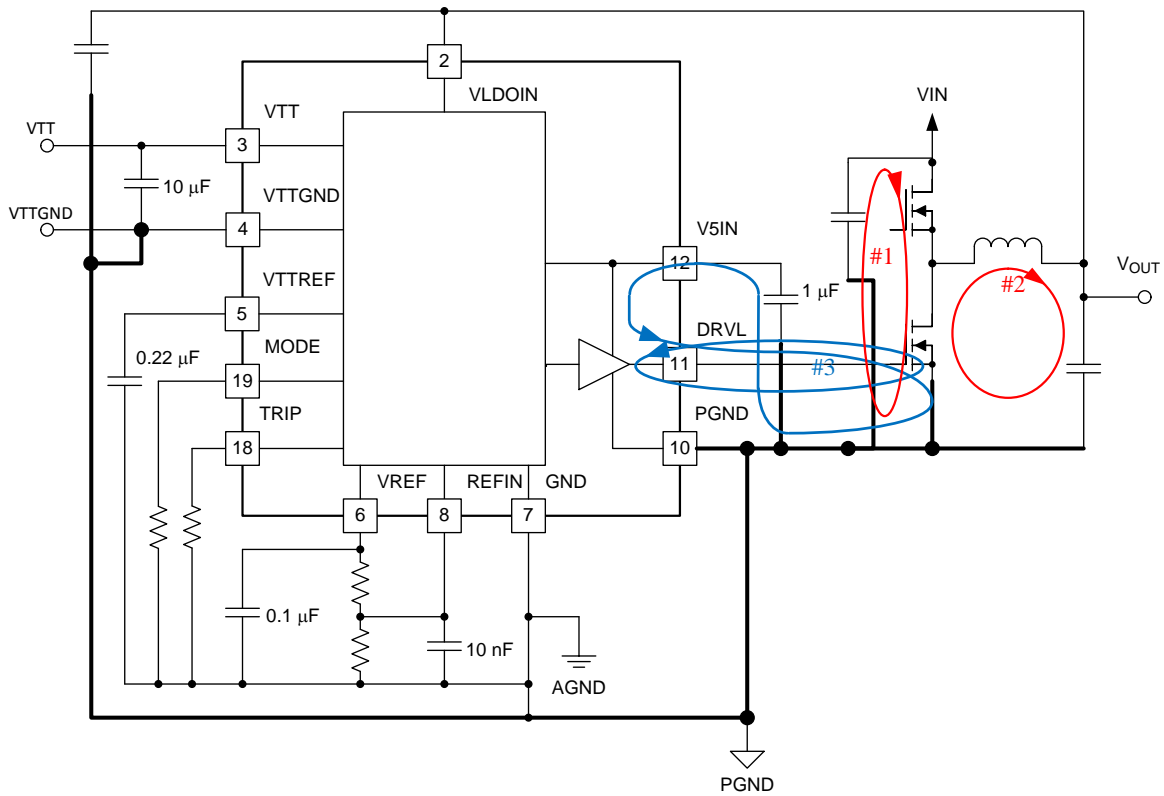 2
VLDOIN
VTT
VTT
3
10 µF
VTTGND
VTTGND
4
VTTREF
5
MODE
0.22 µF
19
TRIP
18
VREF
REFIN
GND
6
8
7
0.1 µF
10 nF
AGND
V5IN
12
1 µF
DRVL
11
#3
PGND
10
VIN
#1
#2
VOUT
PGND